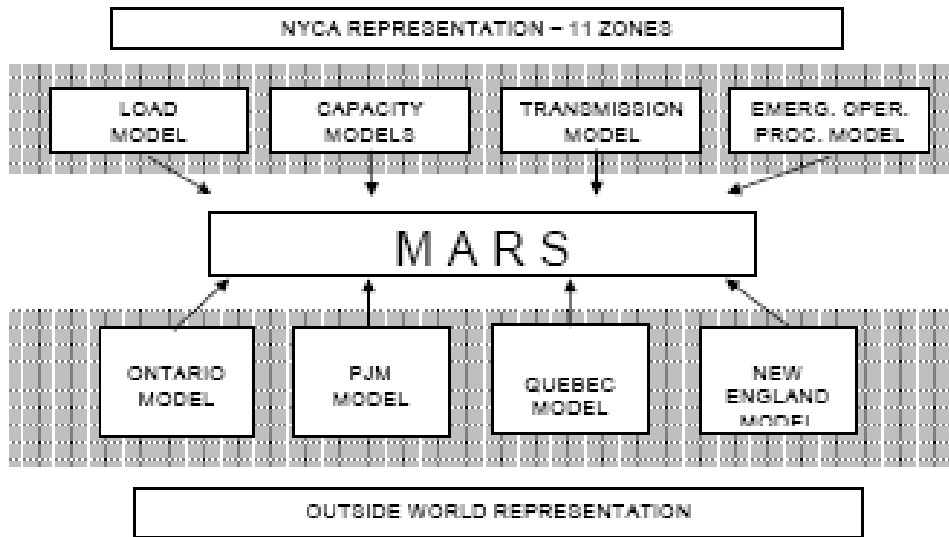 NYCA REPRESENTATION – 11 ZONES
LOAD
MODEL
CAPACITY
MODELS
TRANSMISSION
MODEL
EMERG. OPER.
PROC. MODEL
MARS
ONTARIO
MODEL
PJM
MODEL
QUEBEC
MODEL
NEW
ENGLAND
MODEL
OUTSIDE WORLD REPRESENTATION